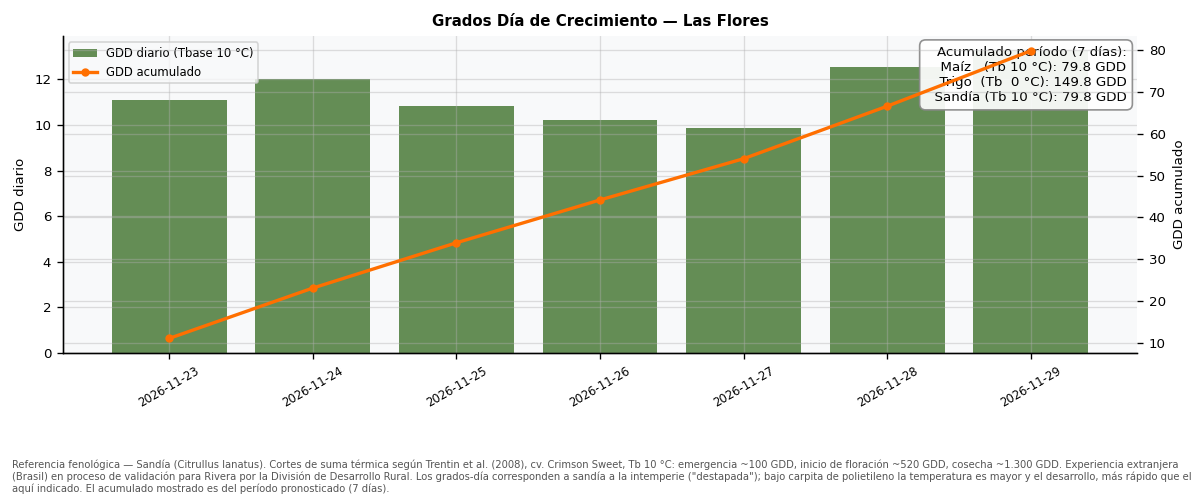 Grados Día de Crecimiento — Las Flores
GDD diario (Tbase 10 °C)
GDD acumulado
Acumulado período (7 días):
Maíz (Tb 10 °C): 79.8 GDD
Trigo (Tb 0 °C): 149.8 GDD
Sandía (Tb 10 °C): 79.8 GDD
GDD diario
12
10
8
6
4
2
0
80
70
60
50
40
30
20
10
GDD acumulado
2026-11-23
2026-11-24
2026-11-25
2026-11-26
2026-11-27
2026-11-28
2026-11-29
Referencia fenológica — Sandía (Citrullus lanatus). Cortes de suma térmica según Trentin et al. (2008), cv. Crimson Sweet, Tb 10 °C: emergencia ~100 GDD, inicio de floración ~520 GDD, cosecha ~1.300 GDD. Experiencia extranjera
(Brasil) en proceso de validación para Rivera por la División de Desarrollo Rural. Los grados-día corresponden a sandía a la intemperie ("destapada"); bajo carpita de polietileno la temperatura es mayor y el desarrollo, más rápido que el
aquí indicado. El acumulado mostrado es del período pronosticado (7 días).